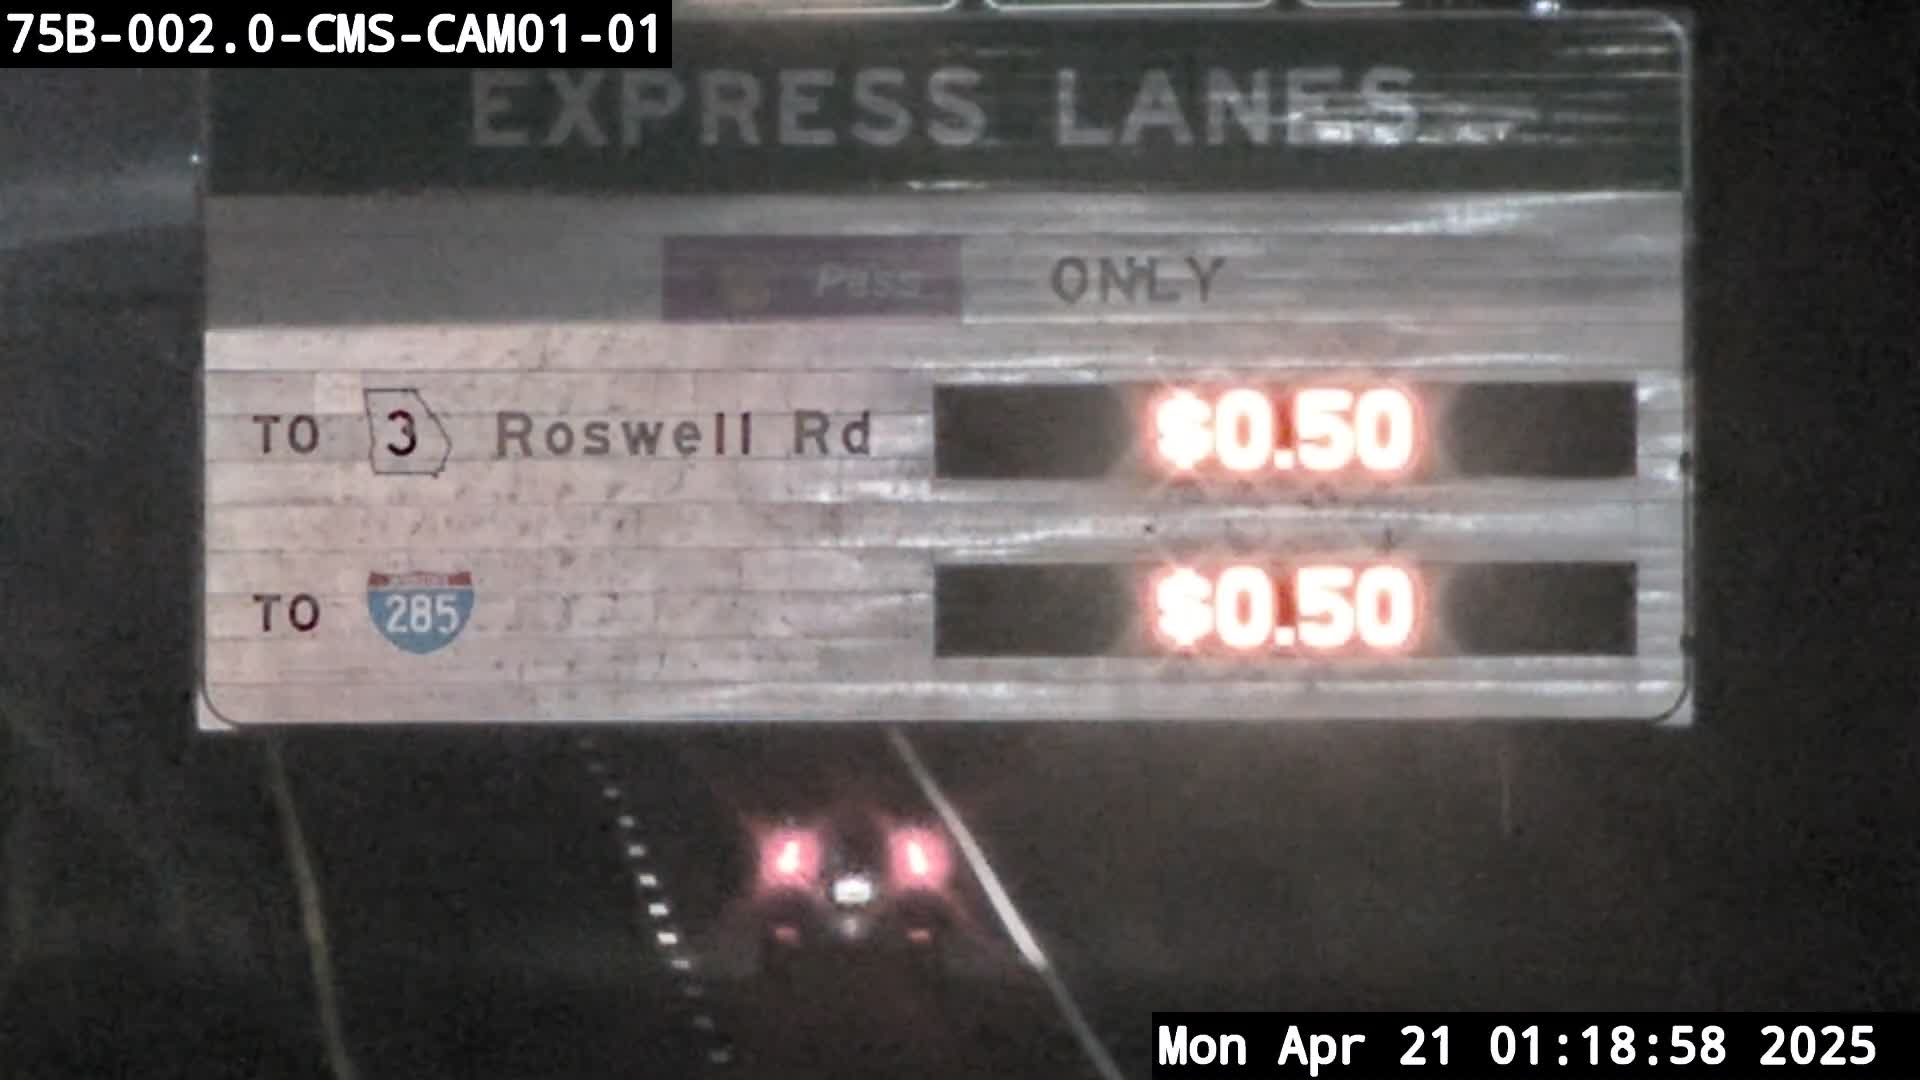 75B-002.0-CMS-CAM01-01
EXPRESS LANES
Pass ONLY
TO 3 Roswell Rd $0.50
TO 285 $0.50
Mon Apr 21 01:18:58 2025